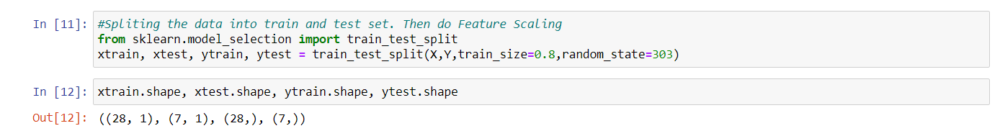 In [11]: #Spliting the data into train and test set. Then do Feature Scaling
from sklearn.model_selection import train_test_split
xtrain, xtest, ytrain, ytest = train_test_split(X,Y,train_size=0.8,random_state=303)
In [12]: xtrain.shape, xtest.shape, ytrain.shape, ytest.shape
Out[12]: ((28, 1), (7, 1), (28,), (7,))